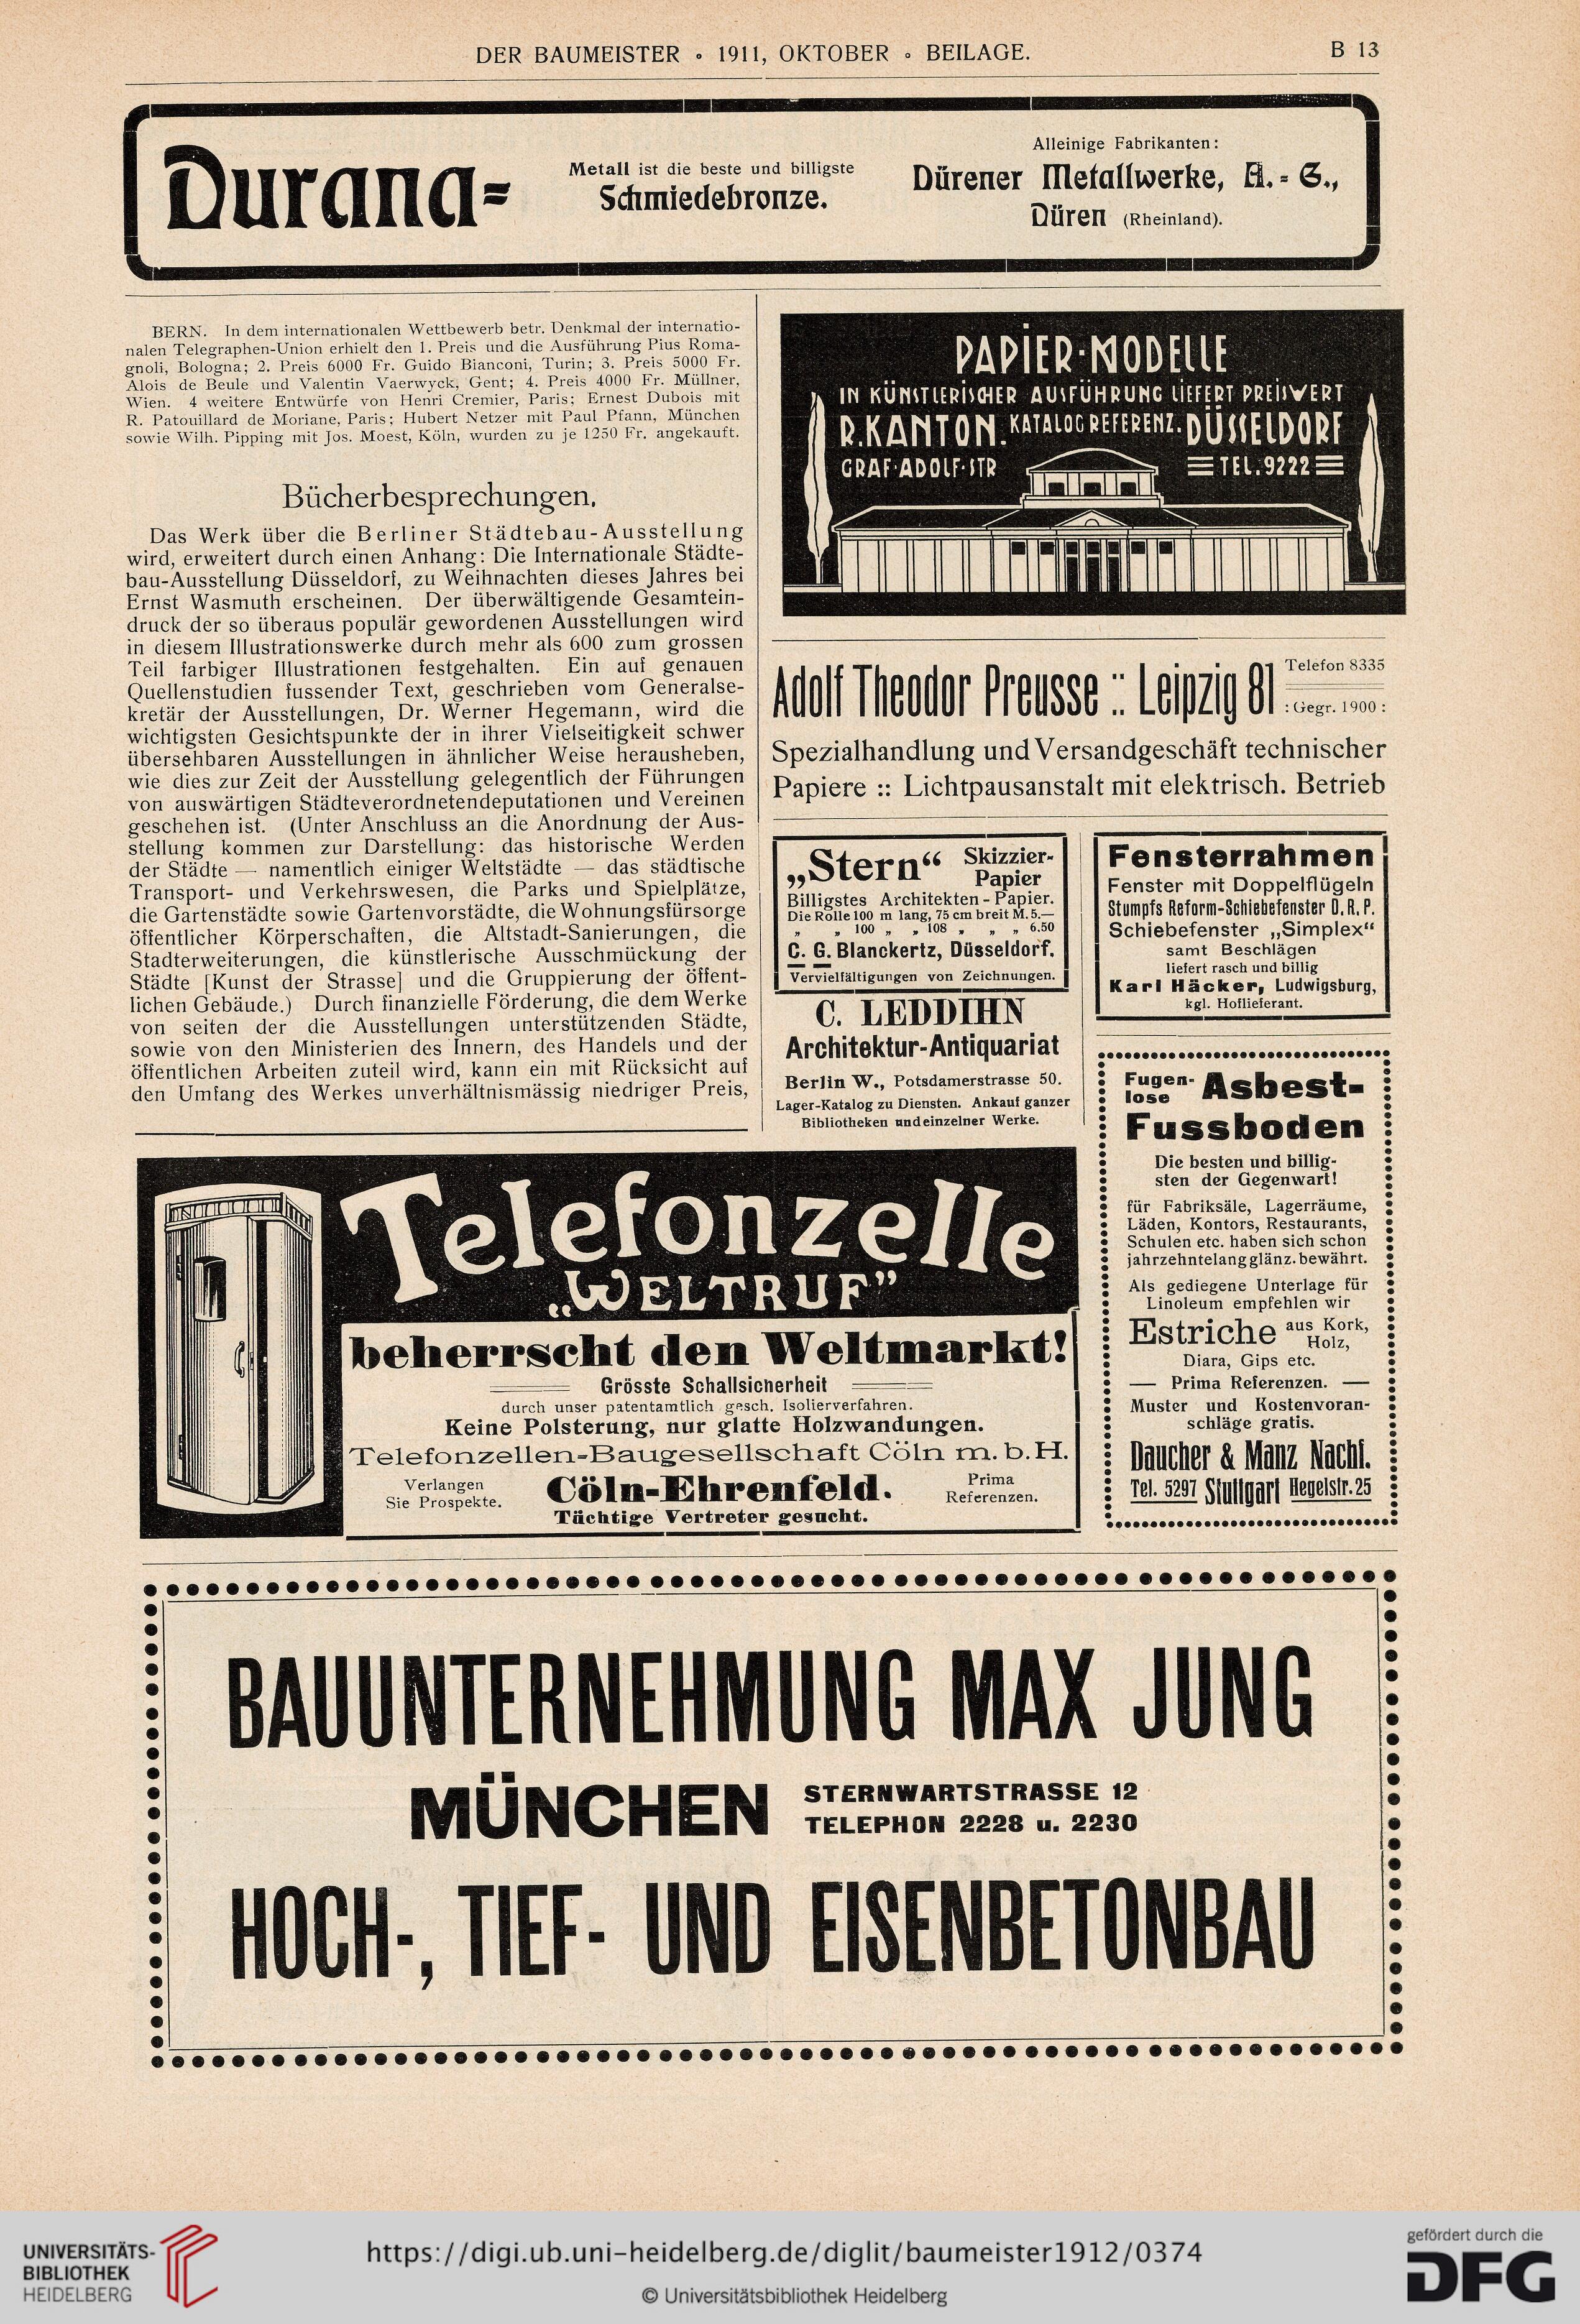 DER BAUMEISTER ∘ 1911, OKTOBER ∘ BEILAGE.
B 13
Durana=
Metall ist die beste und billigste
Schmiedebronze.
Alleinige Fabrikanten:
Dürener Metallwerke, A.=G.,
Düren (Rheinland).
BERN. In dem internationalen Wettbewerb betr. Denkmal der internatio-
nalen Telegraphen-Union erhielt den 1. Preis und die Ausführung Pius Roma-
gnoli, Bologna; 2. Preis 6000 Fr. Guido Bianconi, Turin; 3. Preis 5000 Fr.
Alois de Beule und Valentin Vaerwyck, Gent; 4. Preis 4000 Fr. Müllner,
Wien. 4 weitere Entwürfe von Henri Cremier, Paris; Ernest Dubois mit
R. Patouillard de Moriane, Paris; Hubert Netzer mit Paul Pfann, München
sowie Wilh. Pipping mit Jos. Moest, Köln, wurden zu je 1250 Fr. angekauft.
Bücherbesprechungen.
Das Werk über die Berliner Städtebau-Ausstellung
wird, erweitert durch einen Anhang: Die Internationale Städte-
bau-Ausstellung Düsseldorf, zu Weihnachten dieses Jahres bei
Ernst Wasmuth erscheinen. Der überwältigende Gesamtein-
druck der so überaus populär gewordenen Ausstellungen wird
in diesem Illustrationswerke durch mehr als 600 zum grossen
Teil farbiger Illustrationen festgehalten. Ein auf genauen
Quellenstudien fussender Text, geschrieben vom Generalse-
kretär der Ausstellungen, Dr. Werner Hegemann, wird die
wichtigsten Gesichtspunkte der in ihrer Vielseitigkeit schwer
übersehbaren Ausstellungen in ähnlicher Weise herausheben,
wie dies zur Zeit der Ausstellung gelegentlich der Führungen
von auswärtigen Städteverordnetendeputationen und Vereinen
geschehen ist. (Unter Anschluss an die Anordnung der Aus-
stellung kommen zur Darstellung: das historische Werden
der Städte — namentlich einiger Weltstädte — das städtische
Transport- und Verkehrswesen, die Parks und Spielplätze,
die Gartenstädte sowie Gartenvorstädte, die Wohnungsfürsorge
öffentlicher Körperschaften, die Altstadt-Sanierungen, die
Stadterweiterungen, die künstlerische Ausschmückung der
Städte [Kunst der Strasse] und die Gruppierung der öffent-
lichen Gebäude.) Durch finanzielle Förderung, die dem Werke
von seiten der die Ausstellungen unterstützenden Städte,
sowie von den Ministerien des Innern, des Handels und der
öffentlichen Arbeiten zuteil wird, kann ein mit Rücksicht auf
den Umfang des Werkes unverhältnismässig niedriger Preis,
PAPIER·MODELLE
IN KÜNSTLERISCHER AUSFÜHRUNG LIEFERT PREISWERT
R.KANTON. KATALOG REFERENZ. DÜSSELDORF
GRAF·ADOLF·STR TEL.9222
Adolf Theodor Preusse :: Leipzig 81
Telefon 8335
: Gegr. 1900 :
Spezialhandlung und Versandgeschäft technischer
Papiere :: Lichtpausanstalt mit elektrisch. Betrieb
„Stern“ Skizzier-
Papier
Billigstes Architekten-Papier.
Die Rolle 100 m lang, 75 cm breit M. 5.—
„ „ 100 „ „ 108 „ „ „ 6.50
C. G. Blanckertz, Düsseldorf.
Vervielfältigungen von Zeichnungen.
C. LEDDIHN
Architektur-Antiquariat
Berlin W., Potsdamerstrasse 50.
Lager-Katalog zu Diensten. Ankauf ganzer
Bibliotheken und einzelner Werke.
Fensterrahmen
Fenster mit Doppelflügeln
Stumpfs Reform-Schiebefenster D. R. P.
Schiebefenster „Simplex“
samt Beschlägen
liefert rasch und billig
Karl Häcker, Ludwigsburg,
kgl. Hoflieferant.
Fugen-
lose Asbest-
Fussboden
Die besten und billig-
sten der Gegenwart!
für Fabriksäle, Lagerräume,
Läden, Kontors, Restaurants,
Schulen etc. haben sich schon
jahrzehntelang glänz. bewährt.
Als gediegene Unterlage für
Linoleum empfehlen wir
Estriche aus Kork,
Holz,
Diara, Gips etc.
— Prima Referenzen. —
Muster und Kostenvoran-
schläge gratis.
Daucher & Manz Nachf.
Tel. 5297 Stuttgart Hegelstr. 25
Telefonzelle
„WELTRUF”
beherrscht den Weltmarkt!
Grösste Schallsicherheit
durch unser patentamtlich gesch. Isolierverfahren.
Keine Polsterung, nur glatte Holzwandungen.
Telefonzellen-Baugesellschaft Cöln m. b. H.
Verlangen
Sie Prospekte.
Cöln-Ehrenfeld.
Prima
Referenzen.
Tüchtige Vertreter gesucht.
BAUUNTERNEHMUNG MAX JUNG
MÜNCHEN
STERNWARTSTRASSE 12
TELEPHON 2228 u. 2230
HOCH-, TIEF- UND EISENBETONBAU
UNIVERSITÄTS-
BIBLIOTHEK
HEIDELBERG
https://digi.ub.uni-heidelberg.de/diglit/baumeister1912/0374
© Universitätsbibliothek Heidelberg
gefördert durch die
DFG